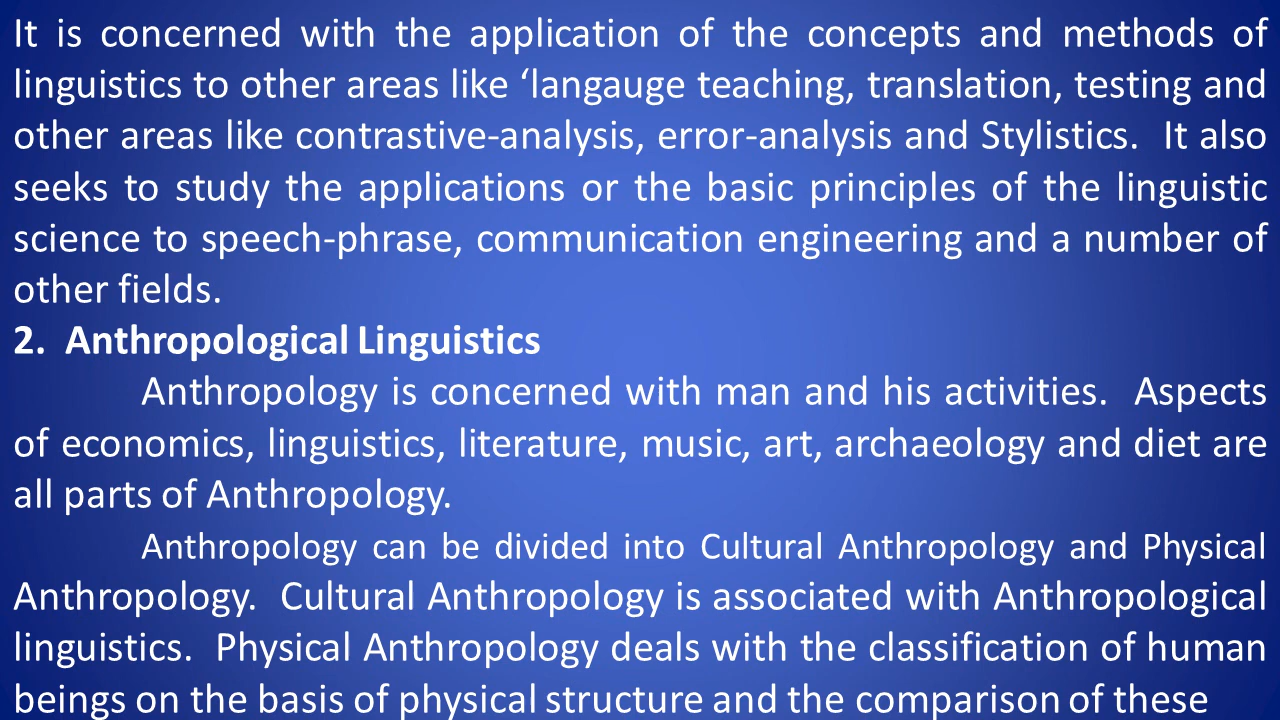 It is concerned with the application of the concepts and methods of
linguistics to other areas like ‘langauge teaching, translation, testing and
other areas like contrastive-analysis, error-analysis and Stylistics. It also
seeks to study the applications or the basic principles of the linguistic
science to speech-phrase, communication engineering and a number of
other fields.
2. Anthropological Linguistics
Anthropology is concerned with man and his activities. Aspects
of economics, linguistics, literature, music, art, archaeology and diet are
all parts of Anthropology.
Anthropology can be divided into Cultural Anthropology and Physical
Anthropology. Cultural Anthropology is associated with Anthropological
linguistics. Physical Anthropology deals with the classification of human
beings on the basis of physical structure and the comparison of these